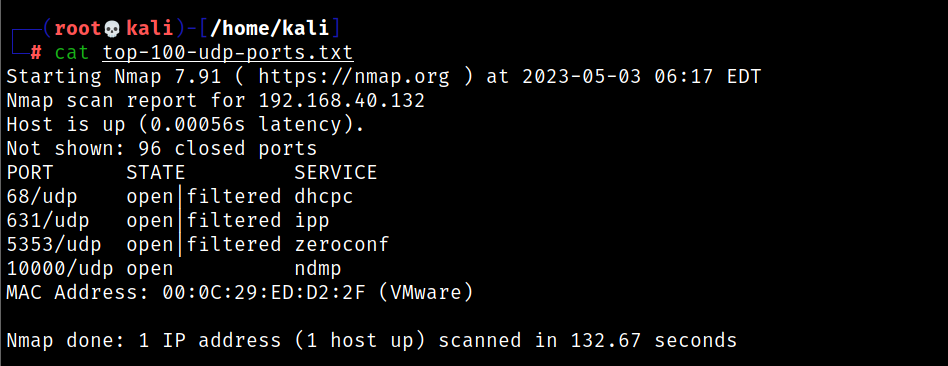 ┌──(root💀kali)-[/home/kali]
└─# cat top-100-udp-ports.txt
Starting Nmap 7.91 ( https://nmap.org ) at 2023-05-03 06:17 EDT
Nmap scan report for 192.168.40.132
Host is up (0.00056s latency).
Not shown: 96 closed ports
PORT      STATE         SERVICE
68/udp    open|filtered dhcpc
631/udp   open|filtered ipp
5353/udp  open|filtered zeroconf
10000/udp open          ndmp
MAC Address: 00:0C:29:ED:D2:2F (VMware)

Nmap done: 1 IP address (1 host up) scanned in 132.67 seconds